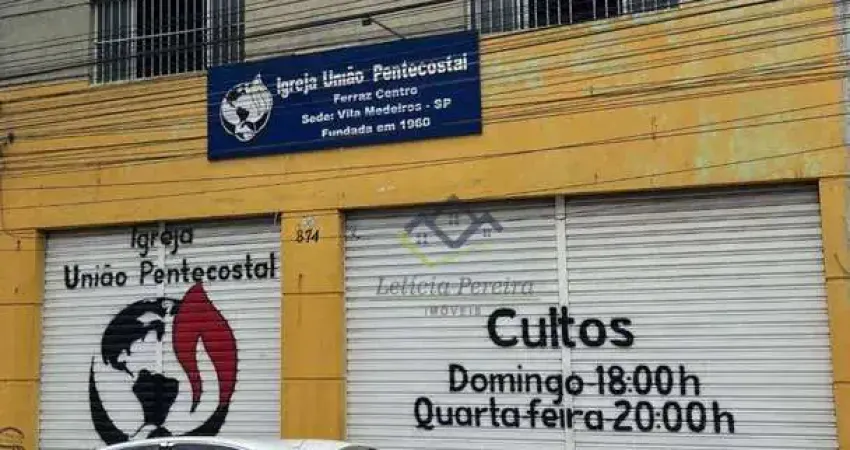 Igreja União Pentecostal
Ferraz Centro
Sede: Vila Medeiros - SP
Fundada em 1960
Igreja
União Pentecostal
874
Letícia Pereira
IMÓVEIS
Cultos
Domingo 18:00h
Quarta-feira 20:00h